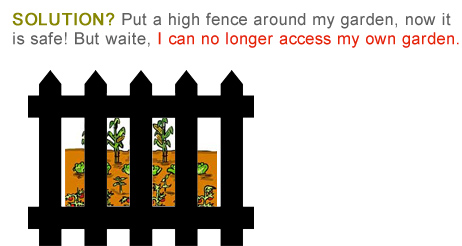 SOLUTION? Put a high fence around my garden, now it
is safe! But waite, I can no longer access my own garden.